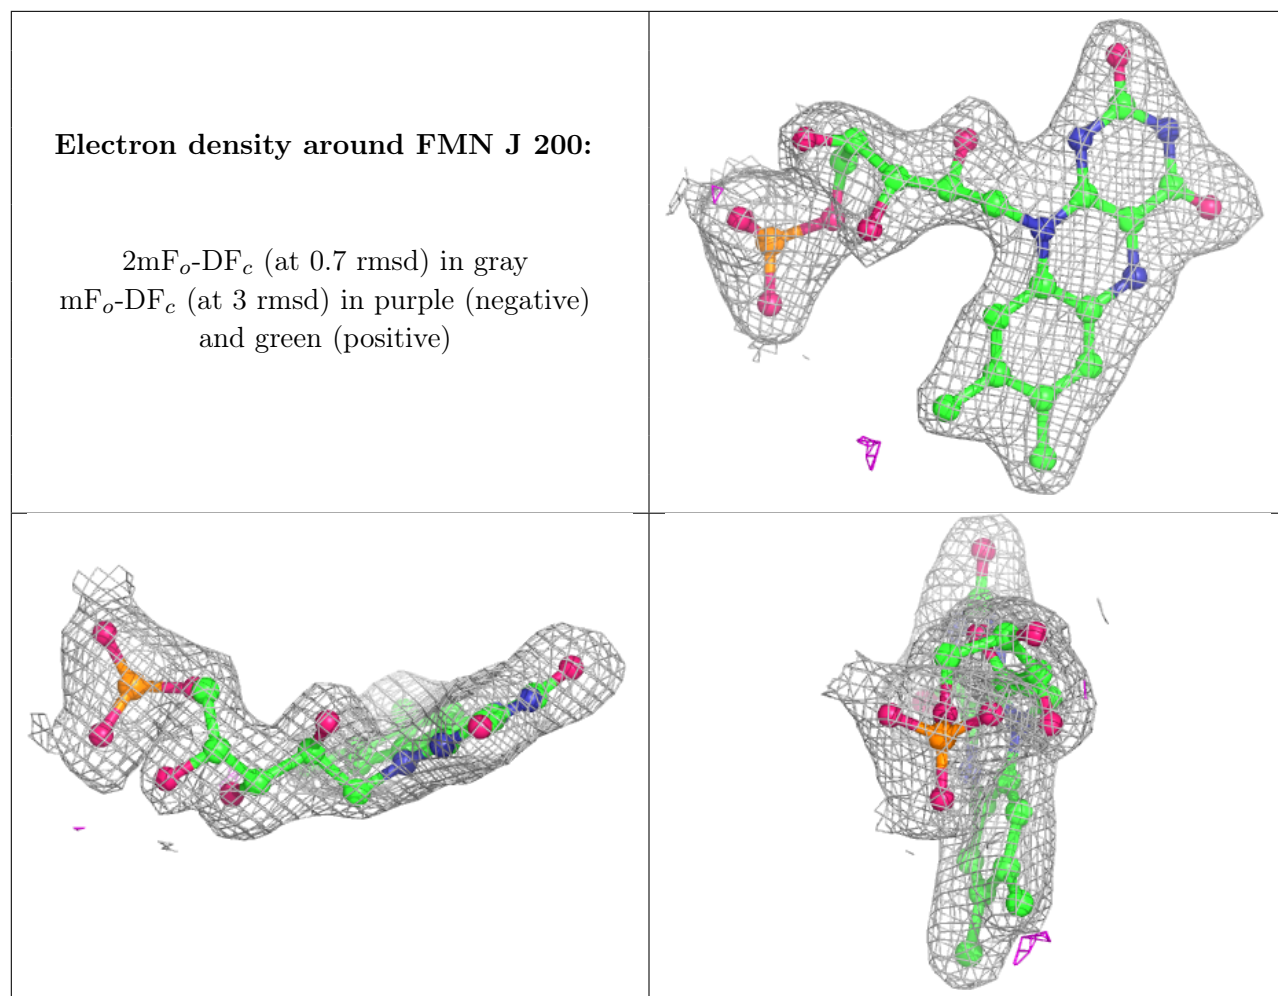 Electron density around FMN J 200:
2mFₒ-DF𝒸 (at 0.7 rmsd) in gray
mFₒ-DF𝒸 (at 3 rmsd) in purple (negative)
and green (positive)